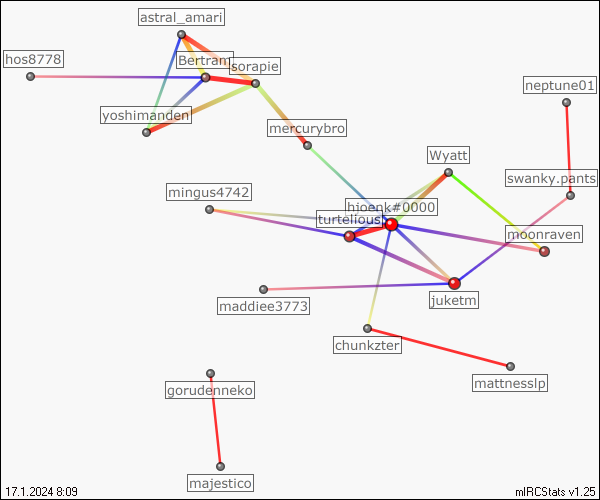 astral_amari
hos8778
Bertram
sorapie
neptune01
yoshimanden
mercurybro
Wyatt
swanky.pants
mingus4742
hjoenk#0000
turtelious
moonraven
maddiee3773
juketm
chunkzter
mattnesslp
gorudenneko
majestico
17.1.2024 8:09
mIRCStats v1.25